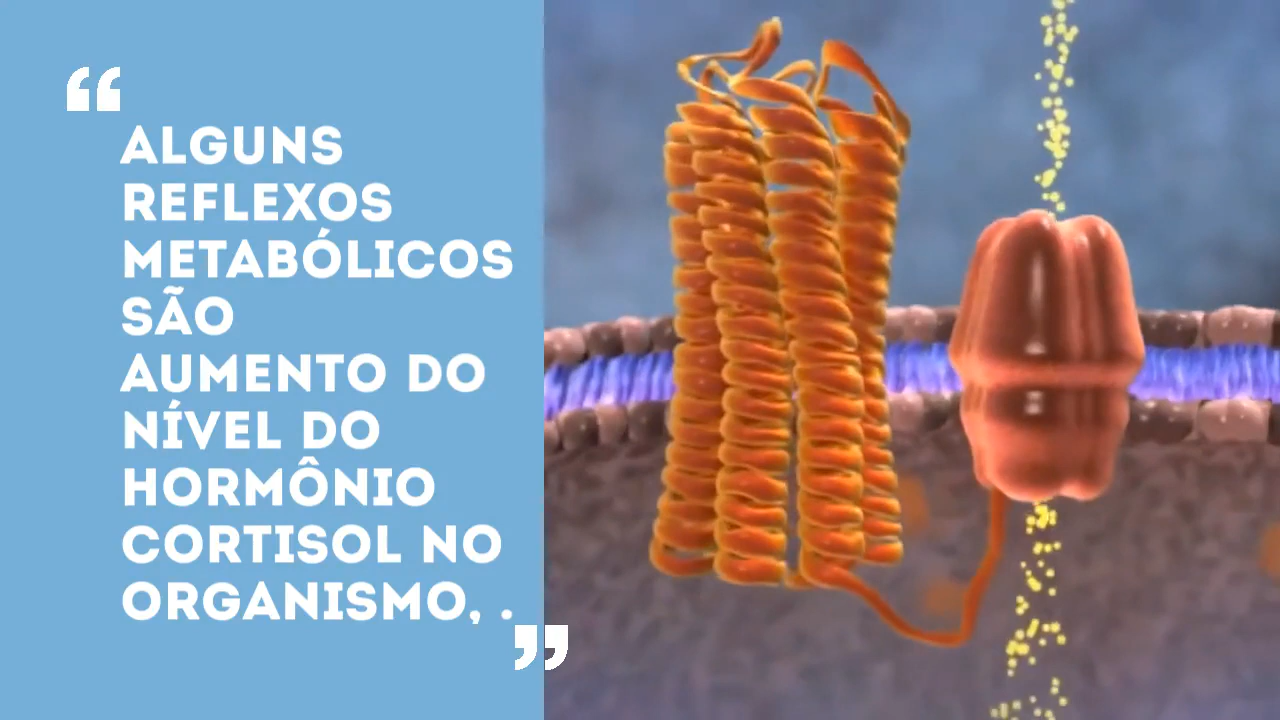 “
ALGUNS
REFLEXOS
METABÓLICOS
SÃO
AUMENTO DO
NÍVEL DO
HORMÔNIO
CORTISOL NO
ORGANISMO, .
”